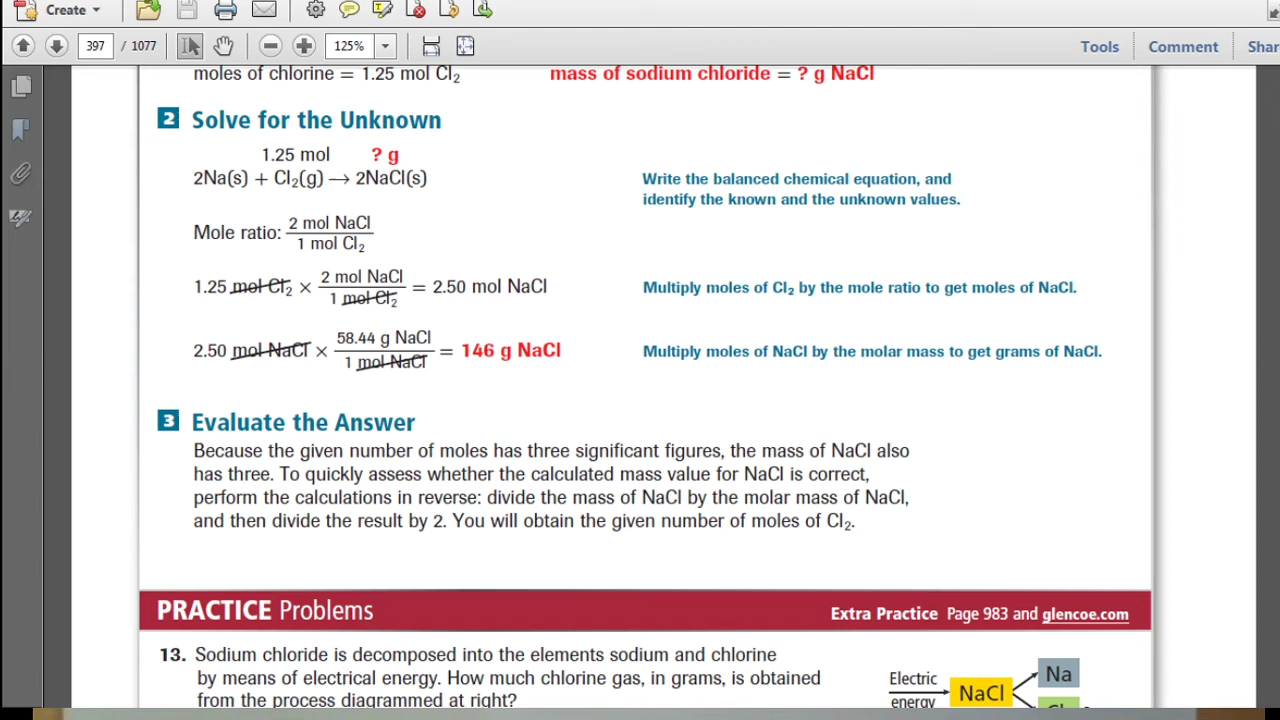 Create
397 / 1077
125%
Tools
Comment
moles of chlorine = 1.25 mol Cl₂
mass of sodium chloride = ? g NaCl
2 Solve for the Unknown
1.25 mol ? g
2Na(s) + Cl₂(g) → 2NaCl(s)
Write the balanced chemical equation, and
identify the known and the unknown values.
Mole ratio: 2 mol NaCl / 1 mol Cl₂
1.25 mol Cl₂ × 2 mol NaCl / 1 mol Cl₂ = 2.50 mol NaCl
Multiply moles of Cl₂ by the mole ratio to get moles of NaCl.
2.50 mol NaCl × 58.44 g NaCl / 1 mol NaCl = 146 g NaCl
Multiply moles of NaCl by the molar mass to get grams of NaCl.
3 Evaluate the Answer
Because the given number of moles has three significant figures, the mass of NaCl also
has three. To quickly assess whether the calculated mass value for NaCl is correct,
perform the calculations in reverse: divide the mass of NaCl by the molar mass of NaCl,
and then divide the result by 2. You will obtain the given number of moles of Cl₂.
PRACTICE Problems
Extra Practice Page 983 and glencoe.com
13. Sodium chloride is decomposed into the elements sodium and chlorine
by means of electrical energy. How much chlorine gas, in grams, is obtained
from the process diagrammed at right?
Electric
energy
NaCl
Na